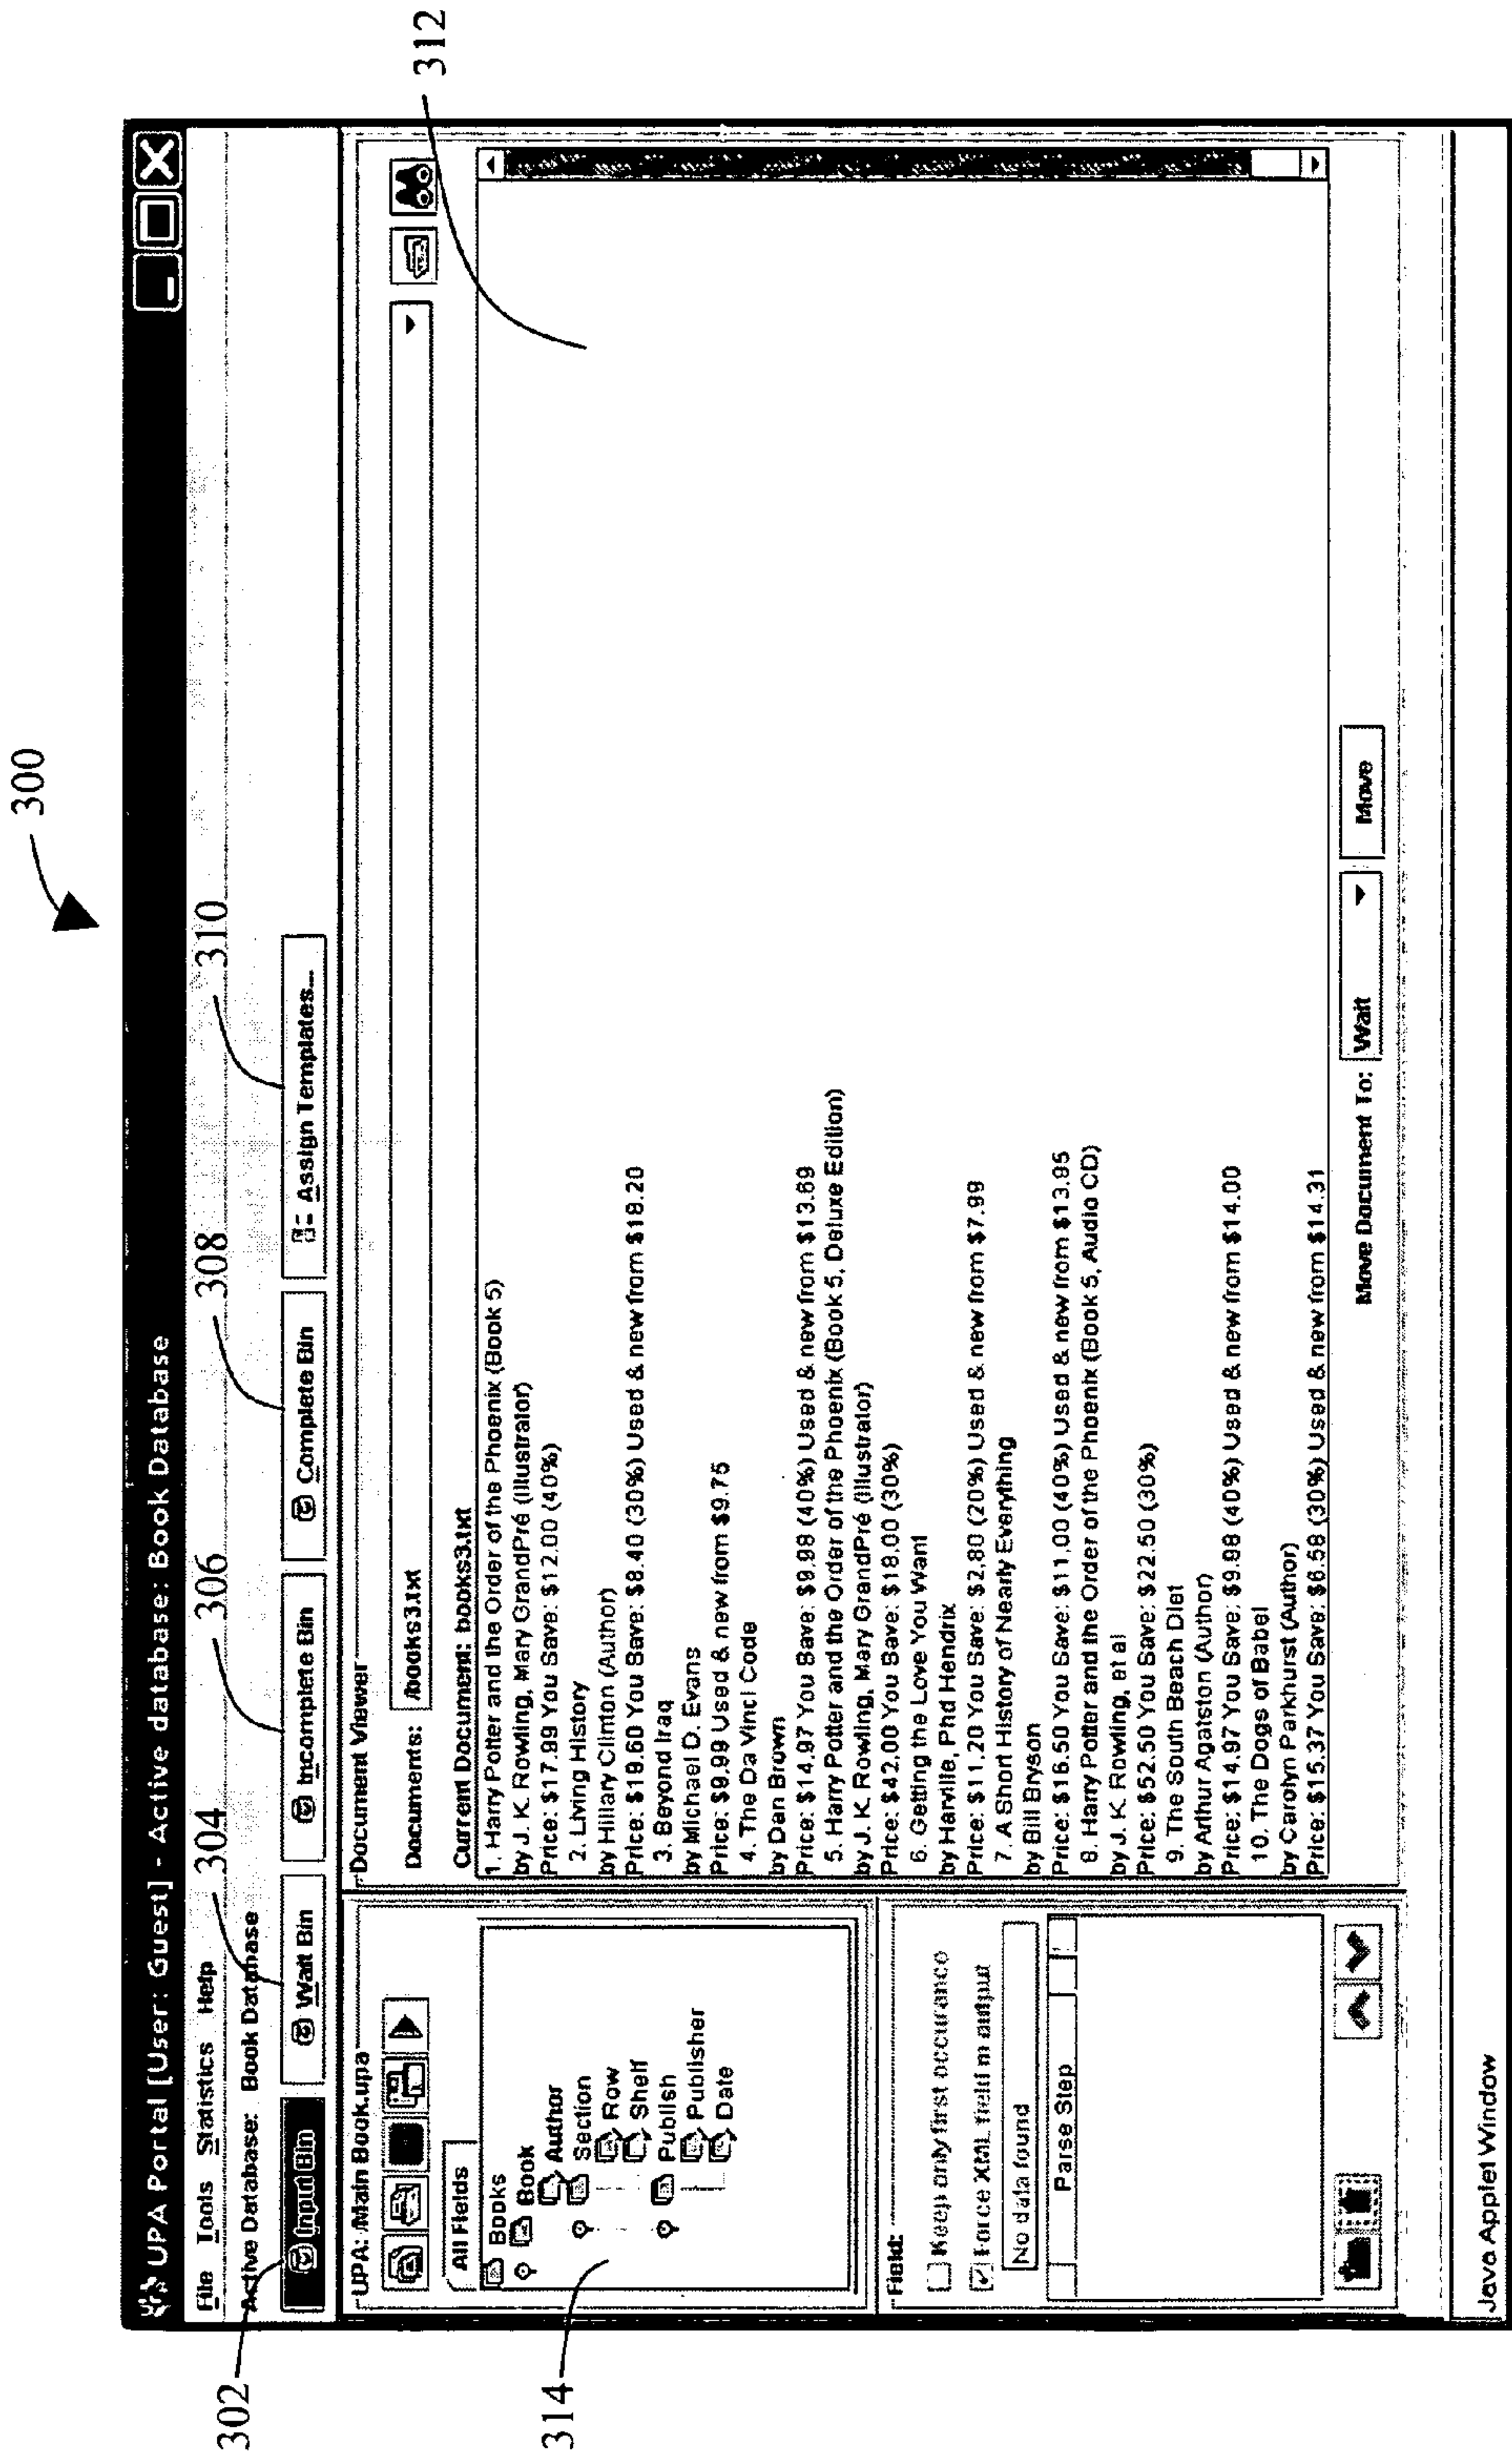 300
UPA Portal [User: Guest] - Active database: Book Database
File Tools Statistics Help
Active Database: Book Database
302
304
306
308
310
Input Bin
Wait Bin
Incomplete Bin
Complete Bin
Assign Templates...
UPA: Main Book.upa
All Fields
Books
Book
Author
Section
Row
Shelf
Publish
Publisher
Date
314
Field:
Keep only first occurance
Force XML field in output
No data found
Parse Step
Document Viewer
Documents: /books3.txt
Current Document: books3.txt
312
1. Harry Potter and the Order of the Phoenix (Book 5)
by J. K. Rowling, Mary GrandPré (Illustrator)
Price: $17.99 You Save: $12.00 (40%)
2. Living History
by Hillary Clinton (Author)
Price: $19.60 You Save: $8.40 (30%) Used & new from $18.20
3. Beyond Iraq
by Michael D. Evans
Price: $9.99 Used & new from $9.75
4. The Da Vinci Code
by Dan Brown
Price: $14.97 You Save: $9.98 (40%) Used & new from $13.69
5. Harry Potter and the Order of the Phoenix (Book 5, Deluxe Edition)
by J. K. Rowling, Mary GrandPré (Illustrator)
Price: $42.00 You Save: $18.00 (30%)
6. Getting the Love You Want
by Harville, Phd Hendrix
Price: $11.20 You Save: $2.80 (20%) Used & new from $7.99
7. A Short History of Nearly Everything
by Bill Bryson
Price: $16.50 You Save: $11.00 (40%) Used & new from $13.95
8. Harry Potter and the Order of the Phoenix (Book 5, Audio CD)
by J. K. Rowling, et al
Price: $52.50 You Save: $22.50 (30%)
9. The South Beach Diet
by Arthur Agatston (Author)
Price: $14.97 You Save: $9.98 (40%) Used & new from $14.00
10. The Dogs of Babel
by Carolyn Parkhurst (Author)
Price: $15.37 You Save: $6.58 (30%) Used & new from $14.31
Move Document To: Wait Move
Java Applet Window